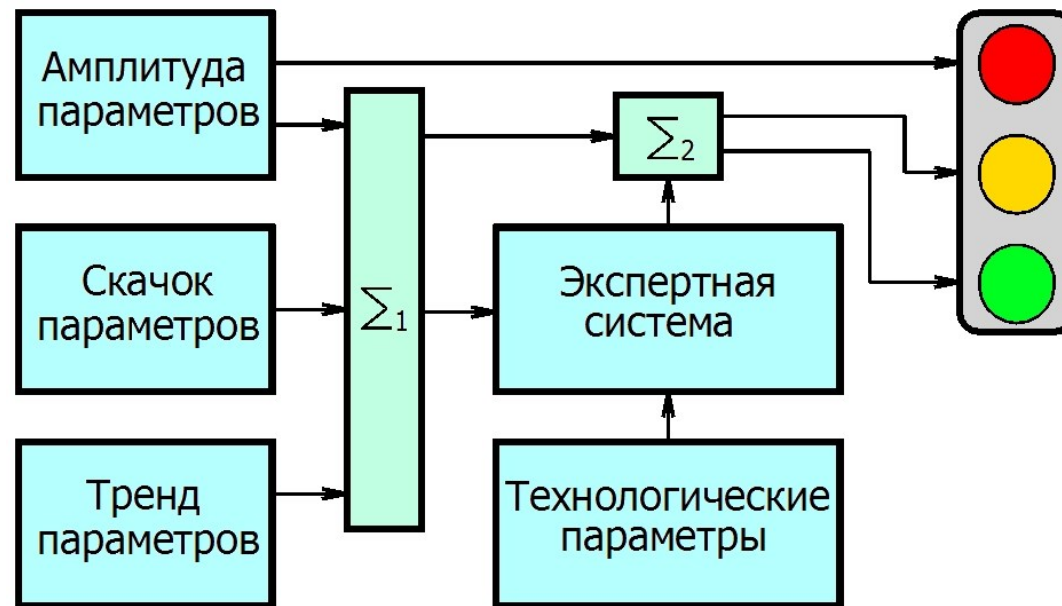 Амплитуда
параметров
∑1
∑2
Скачок
параметров
Экспертная
система
Тренд
параметров
Технологические
параметры